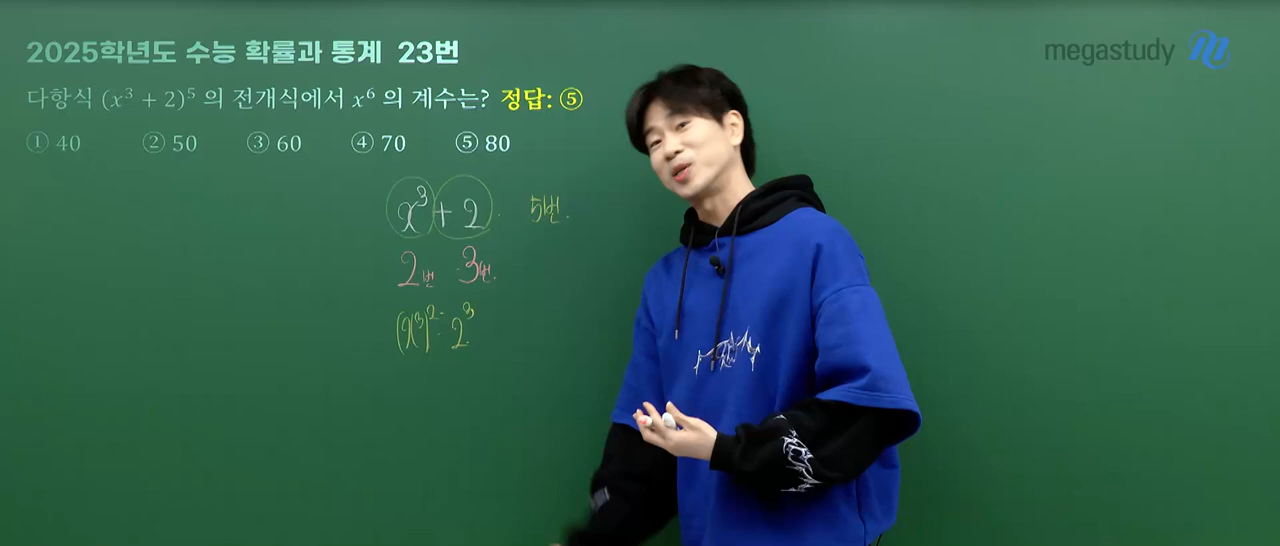 2025학년도 수능 확률과 통계 23번
megastudy
다항식 (x³ + 2)⁵ 의 전개식에서 x⁶ 의 계수는? 정답: ⑤
① 40 ② 50 ③ 60 ④ 70 ⑤ 80
x³ + 2 5번.
2번 3번.
(x³)² · 2³